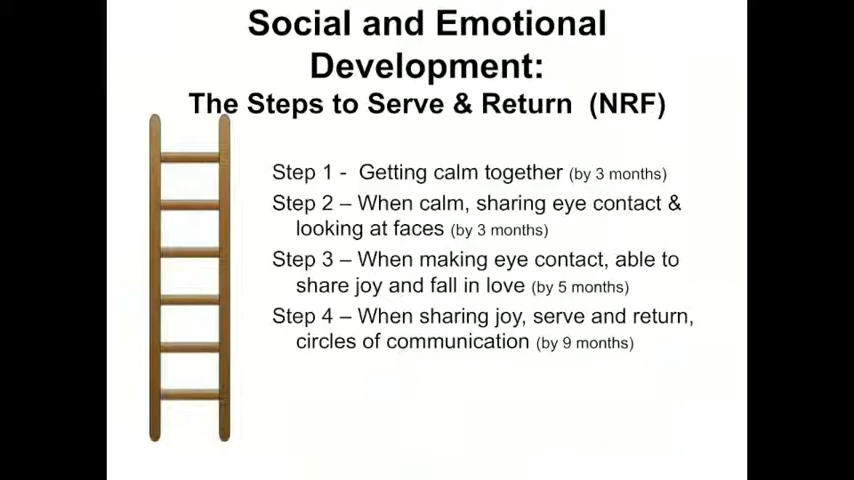 Social and Emotional
Development:
The Steps to Serve & Return (NRF)
Step 1 - Getting calm together (by 3 months)
Step 2 – When calm, sharing eye contact &
looking at faces (by 3 months)
Step 3 – When making eye contact, able to
share joy and fall in love (by 5 months)
Step 4 – When sharing joy, serve and return,
circles of communication (by 9 months)